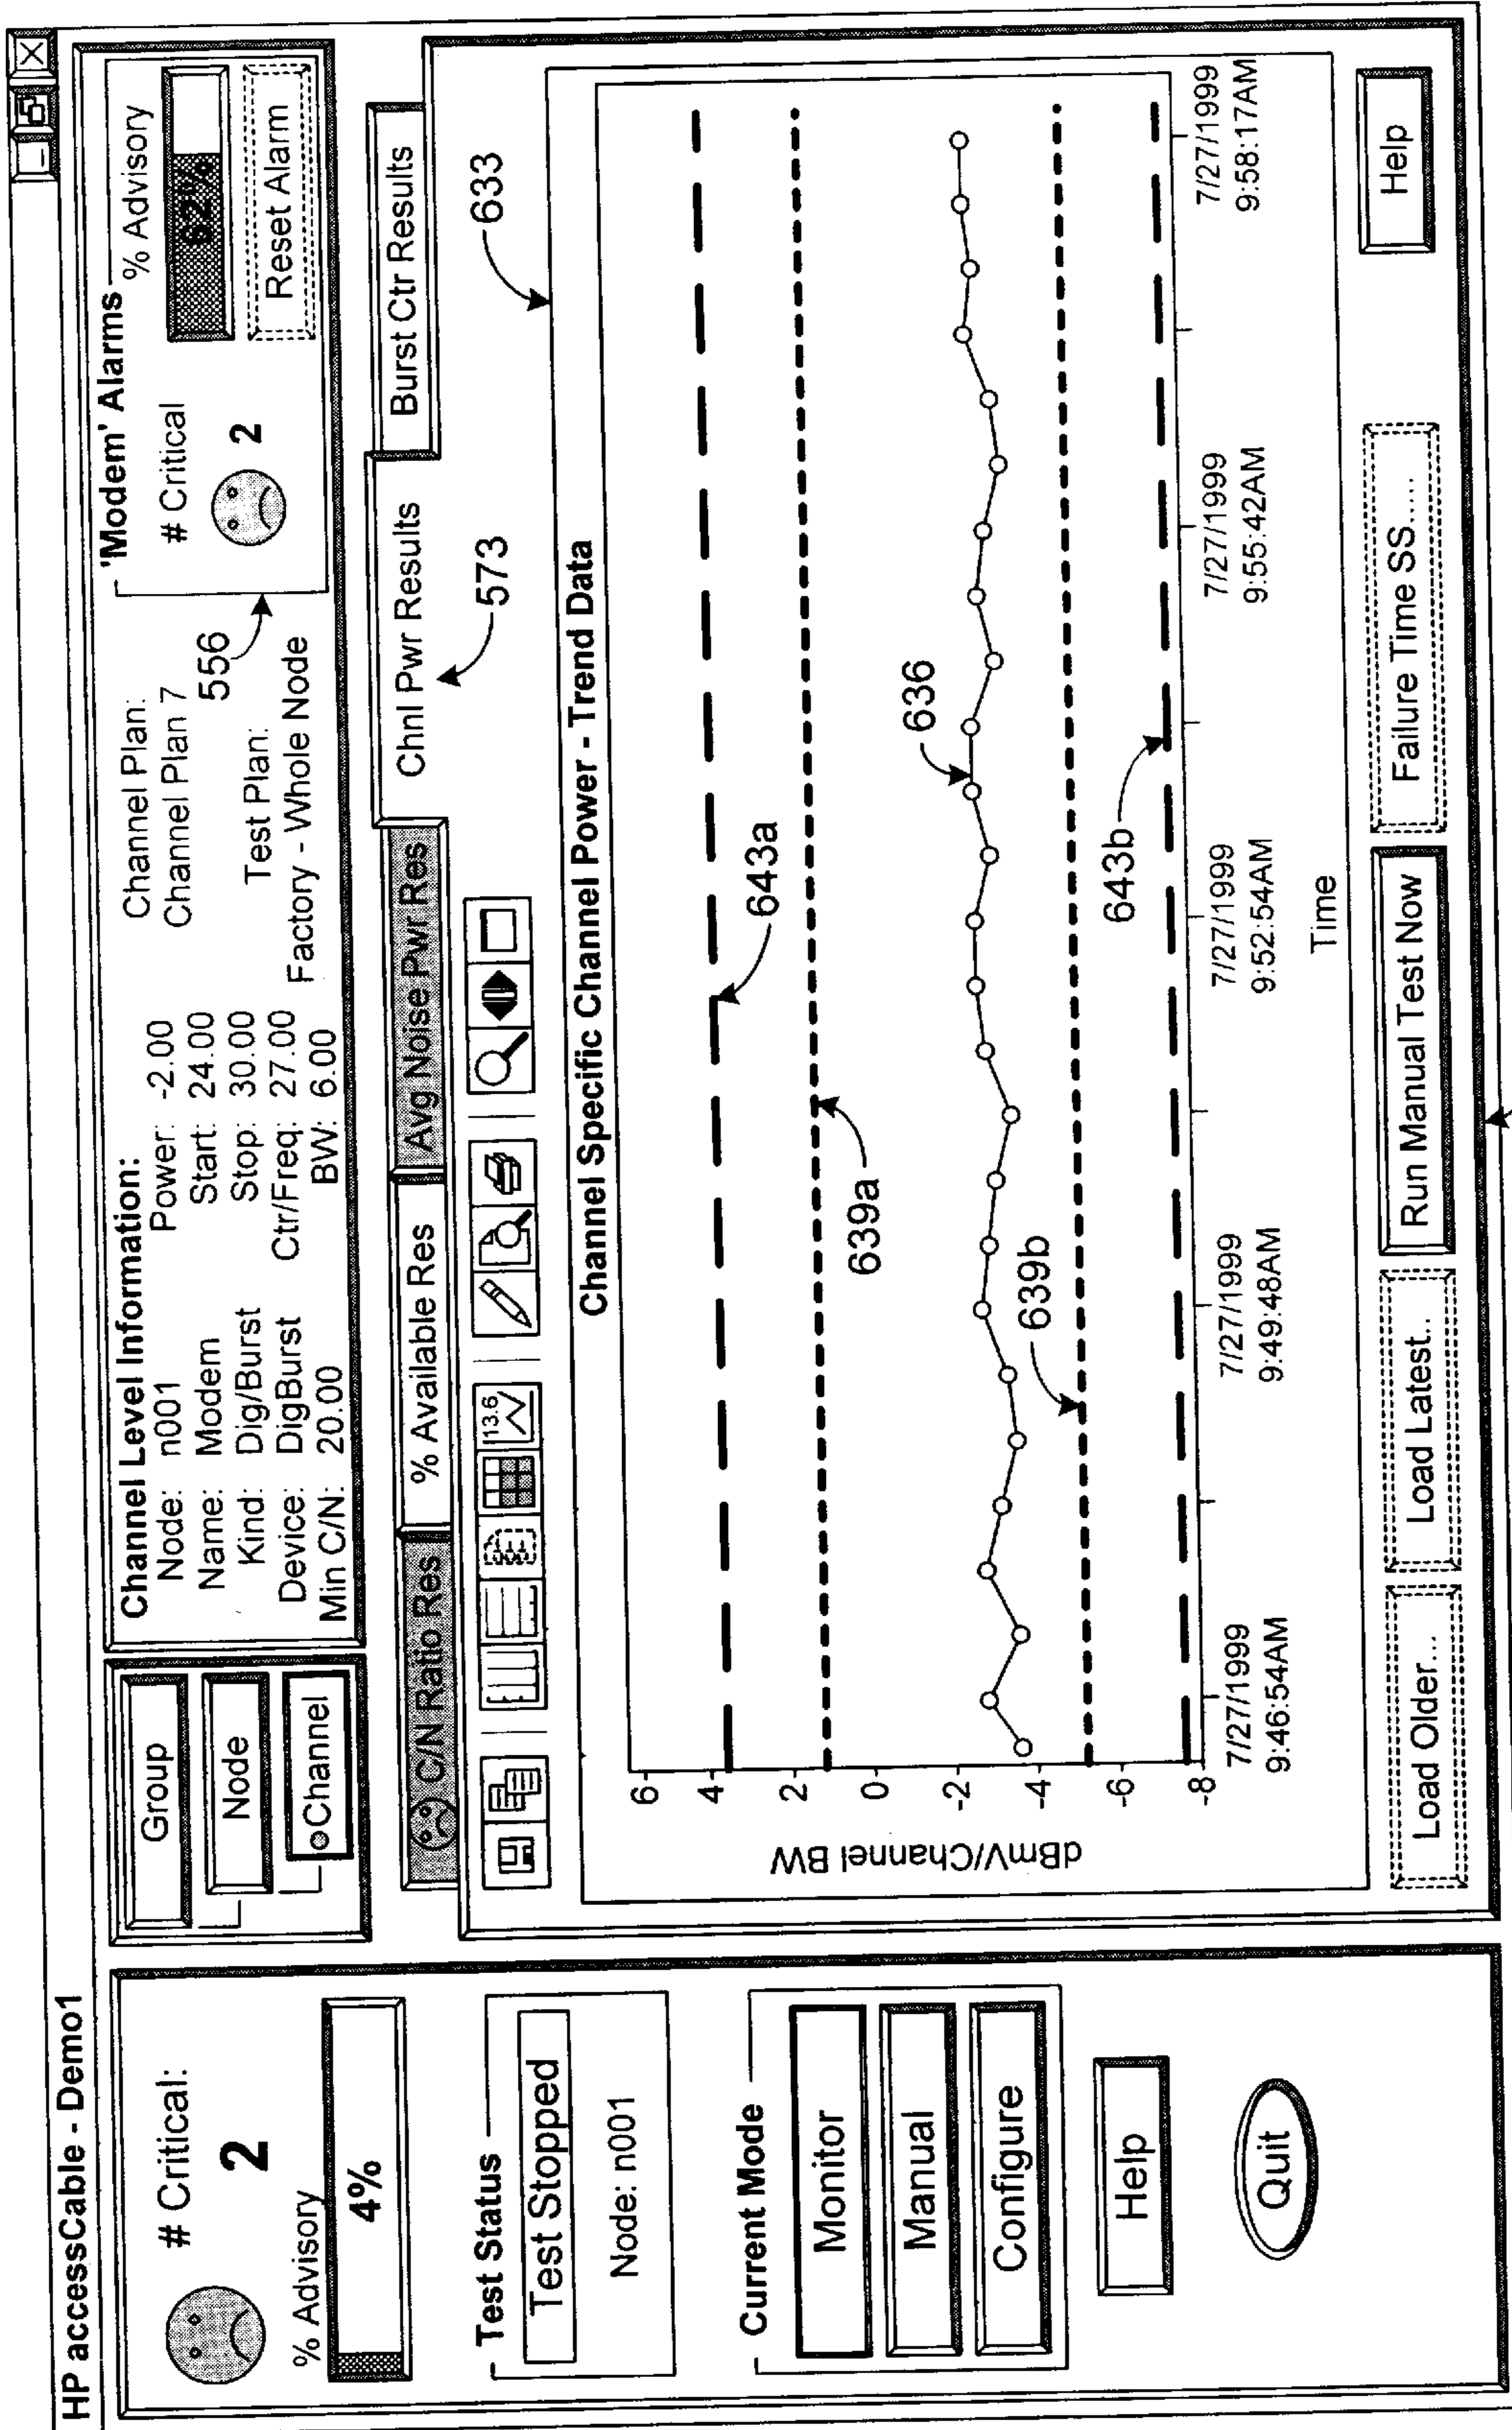 HP accessCable - Demo1
# Critical:
2
% Advisory
4%
Test Status
Test Stopped
Node: n001
Current Mode
Monitor
Manual
Configure
Help
Quit
Group
Node
Channel
Channel Level Information:
Node: n001
Name: Modem
Kind: Dig/Burst
Device: DigBurst
Min C/N: 20.00
Power: -2.00
Start: 24.00
Stop: 30.00
Ctr/Freq: 27.00
BW: 6.00
Channel Plan:
Channel Plan 7
Test Plan:
Factory - Whole Node
556
'Modem' Alarms
# Critical
2
% Advisory
62%
Reset Alarm
C/N Ratio Res
% Available Res
Avg Noise Pwr Res
Chnl Pwr Results
Burst Ctr Results
573
633
13.6
Channel Specific Channel Power - Trend Data
dBmV/Channel BW
6
4
2
0
-2
-4
-6
-8
643a
639a
636
639b
643b
7/27/1999
9:46:54AM
7/27/1999
9:49:48AM
7/27/1999
9:52:54AM
7/27/1999
9:55:42AM
7/27/1999
9:58:17AM
Time
Load Older...
Load Latest..
Run Manual Test Now
Failure Time SS.....
Help